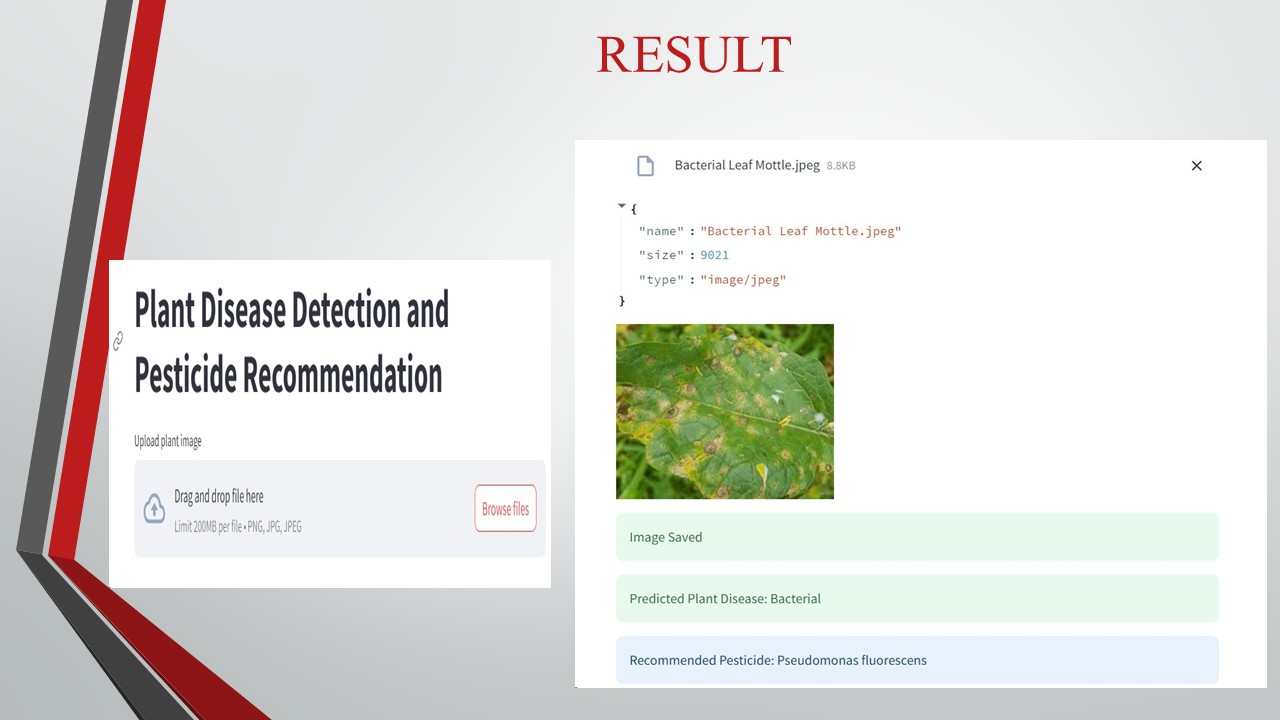 RESULT
Plant Disease Detection and
Pesticide Recommendation
Upload plant image
Drag and drop file here
Limit 200MB per file • PNG, JPG, JPEG
Browse files
Bacterial Leaf Mottle.jpeg 8.8KB
{
"name" : "Bacterial Leaf Mottle.jpeg"
"size" : 9021
"type" : "image/jpeg"
}
Image Saved
Predicted Plant Disease: Bacterial
Recommended Pesticide: Pseudomonas fluorescens